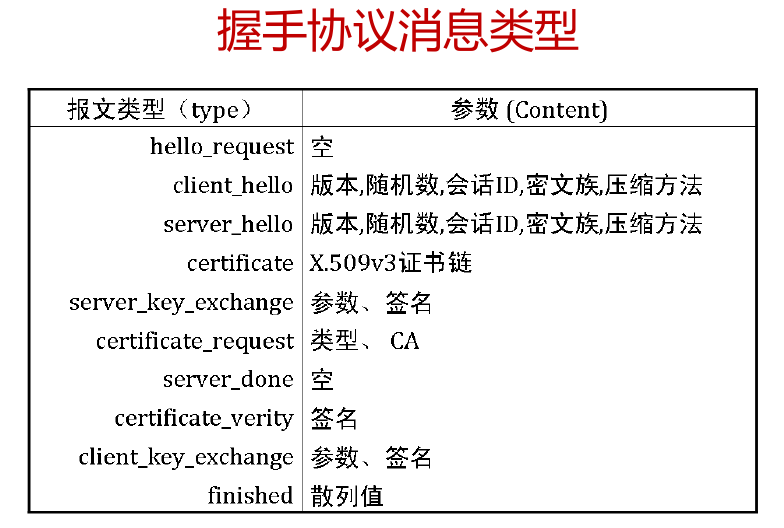 握手协议消息类型
报文类型（type） 参数 (Content)
hello_request 空
client_hello 版本,随机数,会话ID,密文族,压缩方法
server_hello 版本,随机数,会话ID,密文族,压缩方法
certificate X.509v3证书链
server_key_exchange 参数、签名
certificate_request 类型、 CA
server_done 空
certificate_verity 签名
client_key_exchange 参数、签名
finished 散列值